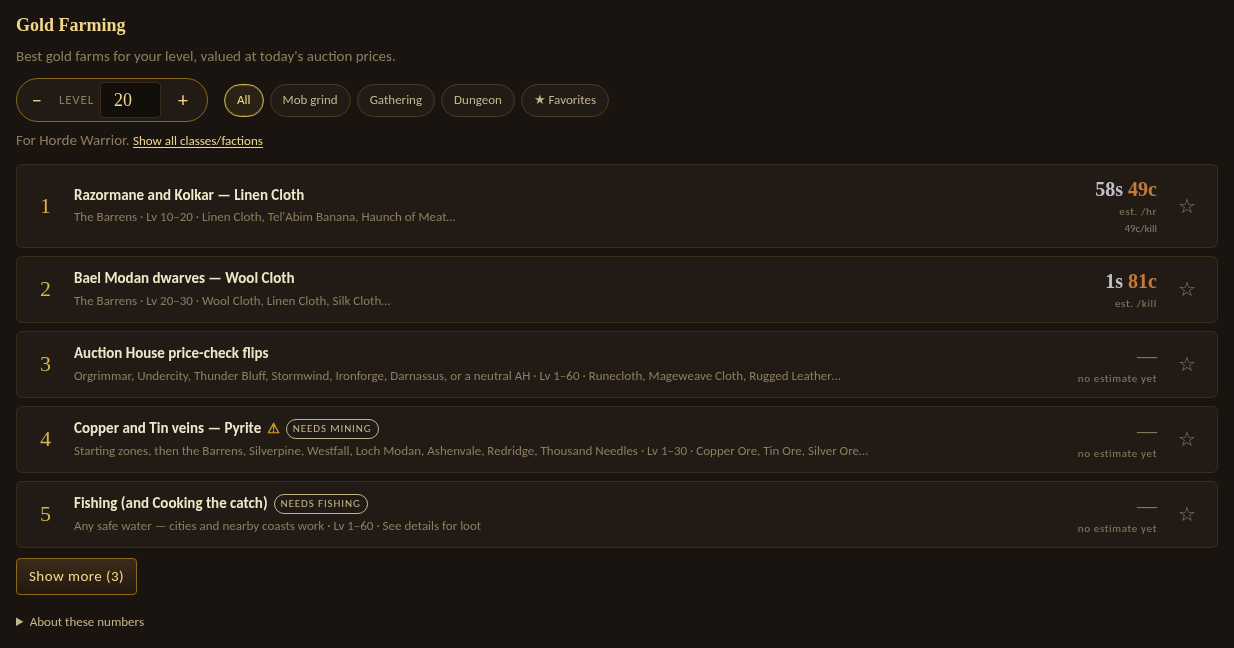 Gold Farming
Best gold farms for your level, valued at today's auction prices.
− LEVEL 20 +
All
Mob grind
Gathering
Dungeon
★ Favorites
For Horde Warrior. Show all classes/factions
1
Razormane and Kolkar — Linen Cloth
The Barrens · Lv 10–20 · Linen Cloth, Tel'Abim Banana, Haunch of Meat…
58s 49c
est. /hr
49c/kill
☆
2
Bael Modan dwarves — Wool Cloth
The Barrens · Lv 20–30 · Wool Cloth, Linen Cloth, Silk Cloth…
1s 81c
est. /kill
☆
3
Auction House price-check flips
Orgrimmar, Undercity, Thunder Bluff, Stormwind, Ironforge, Darnassus, or a neutral AH · Lv 1–60 · Runecloth, Mageweave Cloth, Rugged Leather…
—
no estimate yet
☆
4
Copper and Tin veins — Pyrite ⚠ NEEDS MINING
Starting zones, then the Barrens, Silverpine, Westfall, Loch Modan, Ashenvale, Redridge, Thousand Needles · Lv 1–30 · Copper Ore, Tin Ore, Silver Ore…
—
no estimate yet
☆
5
Fishing (and Cooking the catch) NEEDS FISHING
Any safe water — cities and nearby coasts work · Lv 1–60 · See details for loot
—
no estimate yet
☆
Show more (3)
▶ About these numbers